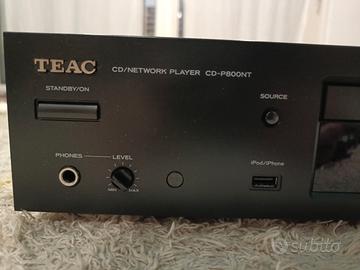 TEAC CD/NETWORK PLAYER CD-P800NT
STANDBY/ON
SOURCE
PHONES LEVEL
iPod/iPhone
MIN MAX
subito